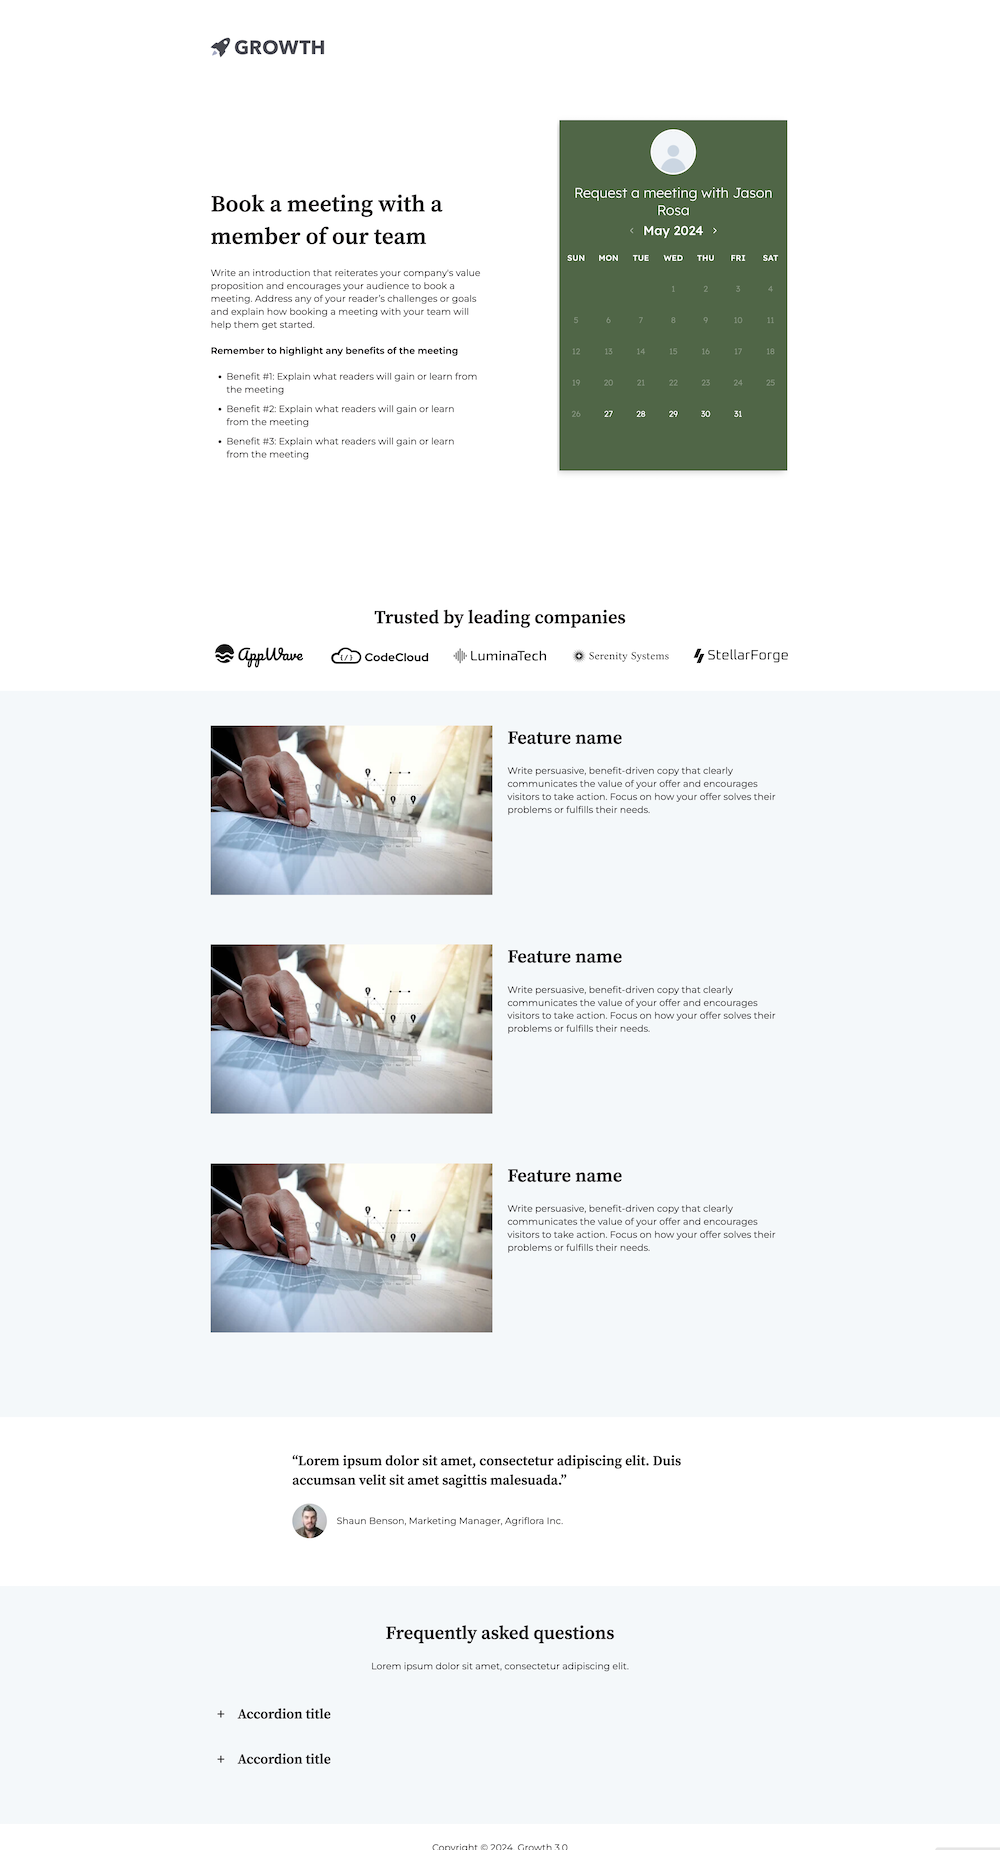 GROWTH
Book a meeting with a
member of our team
Write an introduction that reiterates your company's value
proposition and encourages your audience to book a
meeting. Address any of your reader's challenges or goals
and explain how booking a meeting with your team will
help them get started.
Remember to highlight any benefits of the meeting
• Benefit #1: Explain what readers will gain or learn from
the meeting
• Benefit #2: Explain what readers will gain or learn
from the meeting
• Benefit #3: Explain what readers will gain or learn
from the meeting
Request a meeting with Jason
Rosa
‹ May 2024 ›
SUN MON TUE WED THU FRI SAT
1 2 3 4
5 6 7 8 9 10 11
12 13 14 15 16 17 18
19 20 21 22 23 24 25
26 27 28 29 30 31
Trusted by leading companies
AppWave {/} CodeCloud LuminaTech Serenity Systems StellarForge
Feature name
Write persuasive, benefit-driven copy that clearly
communicates the value of your offer and encourages
visitors to take action. Focus on how your offer solves their
problems or fulfills their needs.
Feature name
Write persuasive, benefit-driven copy that clearly
communicates the value of your offer and encourages
visitors to take action. Focus on how your offer solves their
problems or fulfills their needs.
Feature name
Write persuasive, benefit-driven copy that clearly
communicates the value of your offer and encourages
visitors to take action. Focus on how your offer solves their
problems or fulfills their needs.
“Lorem ipsum dolor sit amet, consectetur adipiscing elit. Duis
accumsan velit sit amet sagittis malesuada.”
Shaun Benson, Marketing Manager, Agriflora Inc.
Frequently asked questions
Lorem ipsum dolor sit amet, consectetur adipiscing elit.
+ Accordion title
+ Accordion title
Copyright © 2024, Growth 3.0